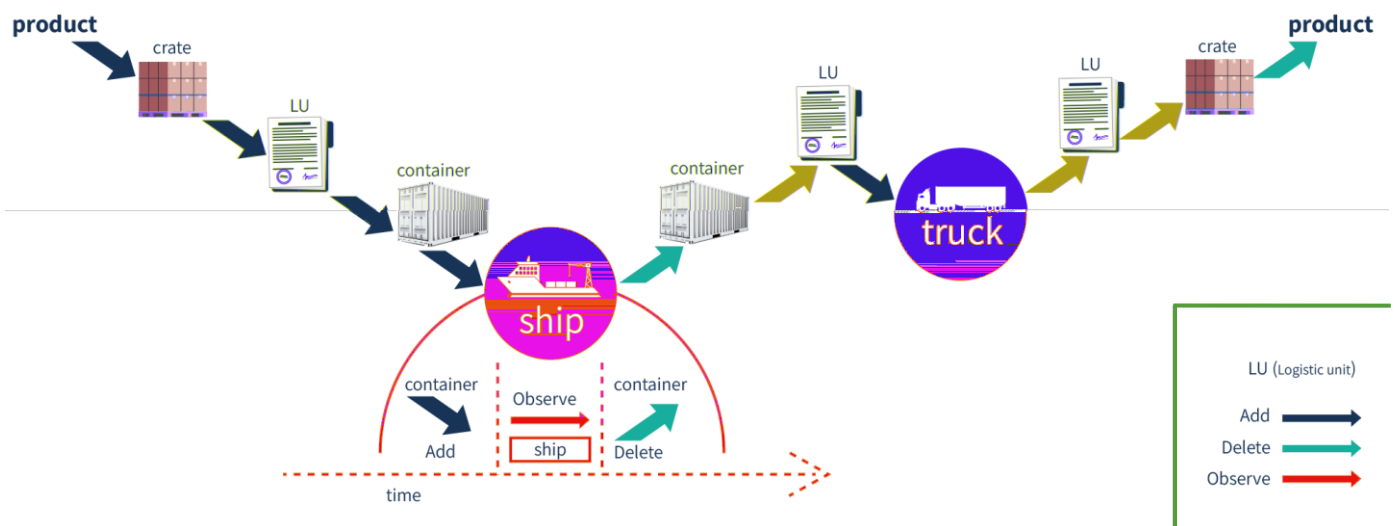 product
crate
LU
container
ship
container
LU
truck
LU
crate
product
container
Add
Observe
ship
container
Delete
time
LU (Logistic unit)
Add
Delete
Observe